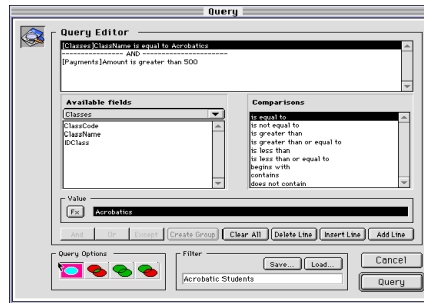 Query
Query Editor
[Classes]ClassName is equal to Acrobatics
---------------- AND ----------------------
[Payments]Amount is greater than 500
Available fields
Classes
ClassCode
ClassName
IDClass
Comparisons
is equal to
is not equal to
is greater than
is greater than or equal to
is less than
is less than or equal to
begins with
contains
does not contain
Value
Fx Acrobatics
And Or Except Create Group Clear All Delete Line Insert Line Add Line
Query Options
Filter
Save... Load...
Acrobatic Students
Cancel
Query